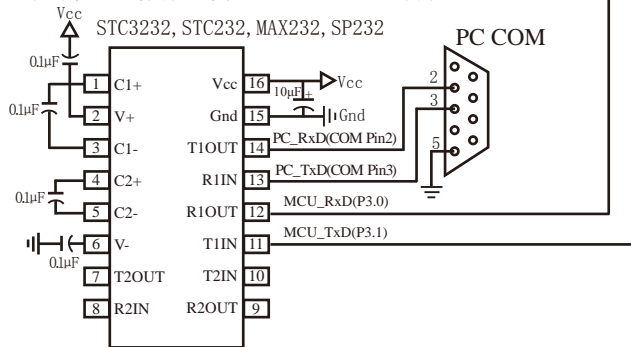 Vcc
STC3232, STC232, MAX232, SP232
PC COM
0.1μF
0.1μF
1 C1+ Vcc 16 Vcc
10μF +
2 V+ Gnd 15 Gnd
3 C1- T1OUT 14 PC_RxD(COM Pin2)
4 C2+ R1IN 13 PC_TxD(COM Pin3)
0.1μF
5 C2- R1OUT 12 MCU_RxD(P3.0)
6 V- T1IN 11 MCU_TxD(P3.1)
0.1μF
7 T2OUT T2IN 10
8 R2IN R2OUT 9
2
3
5